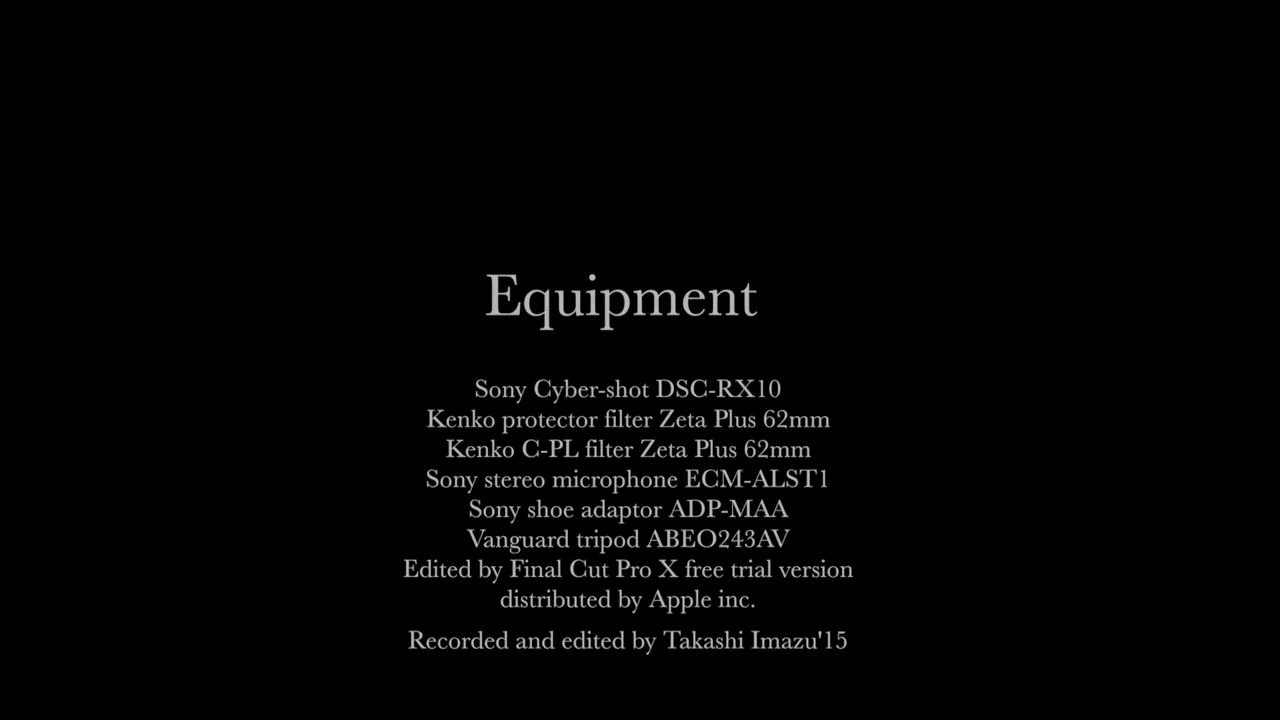 Equipment
Sony Cyber-shot DSC-RX10
Kenko protector filter Zeta Plus 62mm
Kenko C-PL filter Zeta Plus 62mm
Sony stereo microphone ECM-ALST1
Sony shoe adaptor ADP-MAA
Vanguard tripod ABEO243AV
Edited by Final Cut Pro X free trial version
distributed by Apple inc.
Recorded and edited by Takashi Imazu'15